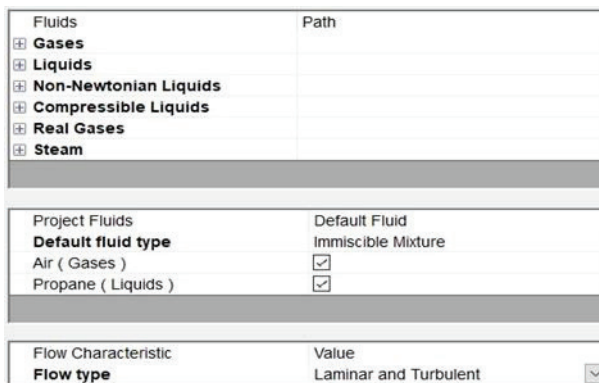 Fluids Path
Gases
Liquids
Non-Newtonian Liquids
Compressible Liquids
Real Gases
Steam
Project Fluids Default Fluid
Default fluid type Immiscible Mixture
Air ( Gases )
Propane ( Liquids )
Flow Characteristic Value
Flow type Laminar and Turbulent